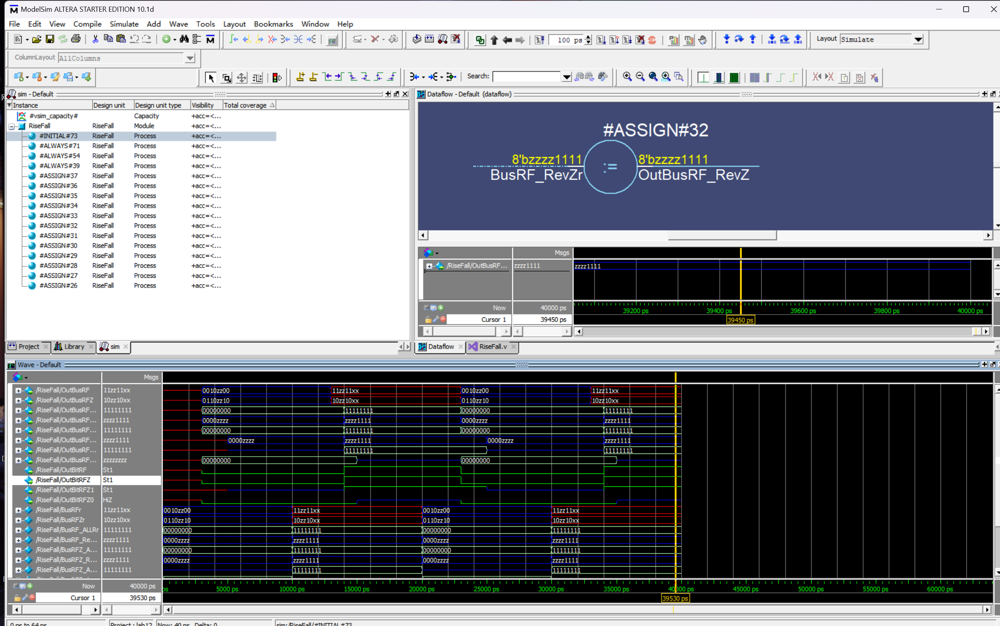 ModelSim ALTERA STARTER EDITION 10.1d
File Edit View Compile Simulate Add Wave Tools Layout Bookmarks Window Help
100 ps
Layout Simulate
ColumnLayout AllColumns
Search:
sim - Default
Instance Design unit Design unit type Visibility Total coverage
#vsim_capacity# Capacity +acc=<...
RiseFall RiseFall Module +acc=<...
#INITIAL#73 RiseFall Process +acc=<...
#ALWAYS#71 RiseFall Process +acc=<...
#ALWAYS#54 RiseFall Process +acc=<...
#ALWAYS#39 RiseFall Process +acc=<...
#ASSIGN#37 RiseFall Process +acc=<...
#ASSIGN#36 RiseFall Process +acc=<...
#ASSIGN#35 RiseFall Process +acc=<...
#ASSIGN#34 RiseFall Process +acc=<...
#ASSIGN#33 RiseFall Process +acc=<...
#ASSIGN#32 RiseFall Process +acc=<...
#ASSIGN#31 RiseFall Process +acc=<...
#ASSIGN#30 RiseFall Process +acc=<...
#ASSIGN#29 RiseFall Process +acc=<...
#ASSIGN#28 RiseFall Process +acc=<...
#ASSIGN#27 RiseFall Process +acc=<...
#ASSIGN#26 RiseFall Process +acc=<...
Project Library sim
Dataflow - Default (dataflow)
#ASSIGN#32
8'bzzzz1111 := 8'bzzzz1111
BusRF_RevZr OutBusRF_RevZ
Msgs
/RiseFall/OutBusRF... zzzz1111 zzzz1111
Now 40000 ps 39200 ps 39400 ps 39600 ps 39800 ps 40000 ps
Cursor 1 39450 ps 39450 ps
Dataflow RiseFall.v
Wave - Default
Msgs
/RiseFall/OutBusRF 11zz11xx 0010zz00 11zz11xx 0010zz00 11zz11xx
/RiseFall/OutBusRFZ 10zz10xx 0110zz10 10zz10xx 0110zz10 10zz10xx
/RiseFall/OutBusRF... 11111111 00000000 11111111 00000000 11111111
/RiseFall/OutBusRF... zzzz1111 0000zzzz zzzz1111 0000zzzz zzzz1111
/RiseFall/OutBusRF... 11111111 00000000 11111111 00000000 11111111
/RiseFall/OutBusRF... zzzz1111 0000zzzz zzzz1111 0000zzzz zzzz1111
/RiseFall/OutBusRF... 11111111 11111111 11111111
/RiseFall/OutBusRF... zzzzzzzz 00000000 00000000
/RiseFall/OutBitRF St1
/RiseFall/OutBitRFZ St1
/RiseFall/OutBitRFZ1 St1
/RiseFall/OutBitRFZ0 HiZ
/RiseFall/BusRFr 11zz11xx 0010zz00 11zz11xx 0010zz00 11zz11xx
/RiseFall/BusRFZr 10zz10xx 0110zz10 10zz10xx 0110zz10 10zz10xx
/RiseFall/BusRF_ALLRr 11111111 00000000 11111111 00000000 11111111
/RiseFall/BusRF_Re... zzzz1111 0000zzzz zzzz1111 0000zzzz zzzz1111
/RiseFall/BusRFZ_A... 11111111 00000000 11111111 00000000 11111111
/RiseFall/BusRFZ_R... zzzz1111 0000zzzz zzzz1111 0000zzzz zzzz1111
/RiseFall/BusRFZ_A... 11111111 11111111 11111111
Now 40000 ps ps 5000 ps 10000 ps 15000 ps 20000 ps 25000 ps 30000 ps 35000 ps 40000 ps 45000 ps 50000 ps 55000 ps 60000 ps
Cursor 1 39530 ps 39530 ps
0 ps to 64 ns Project : lab12 Now: 40 ns Delta: 0 sim:/RiseFall/#INITIAL#73